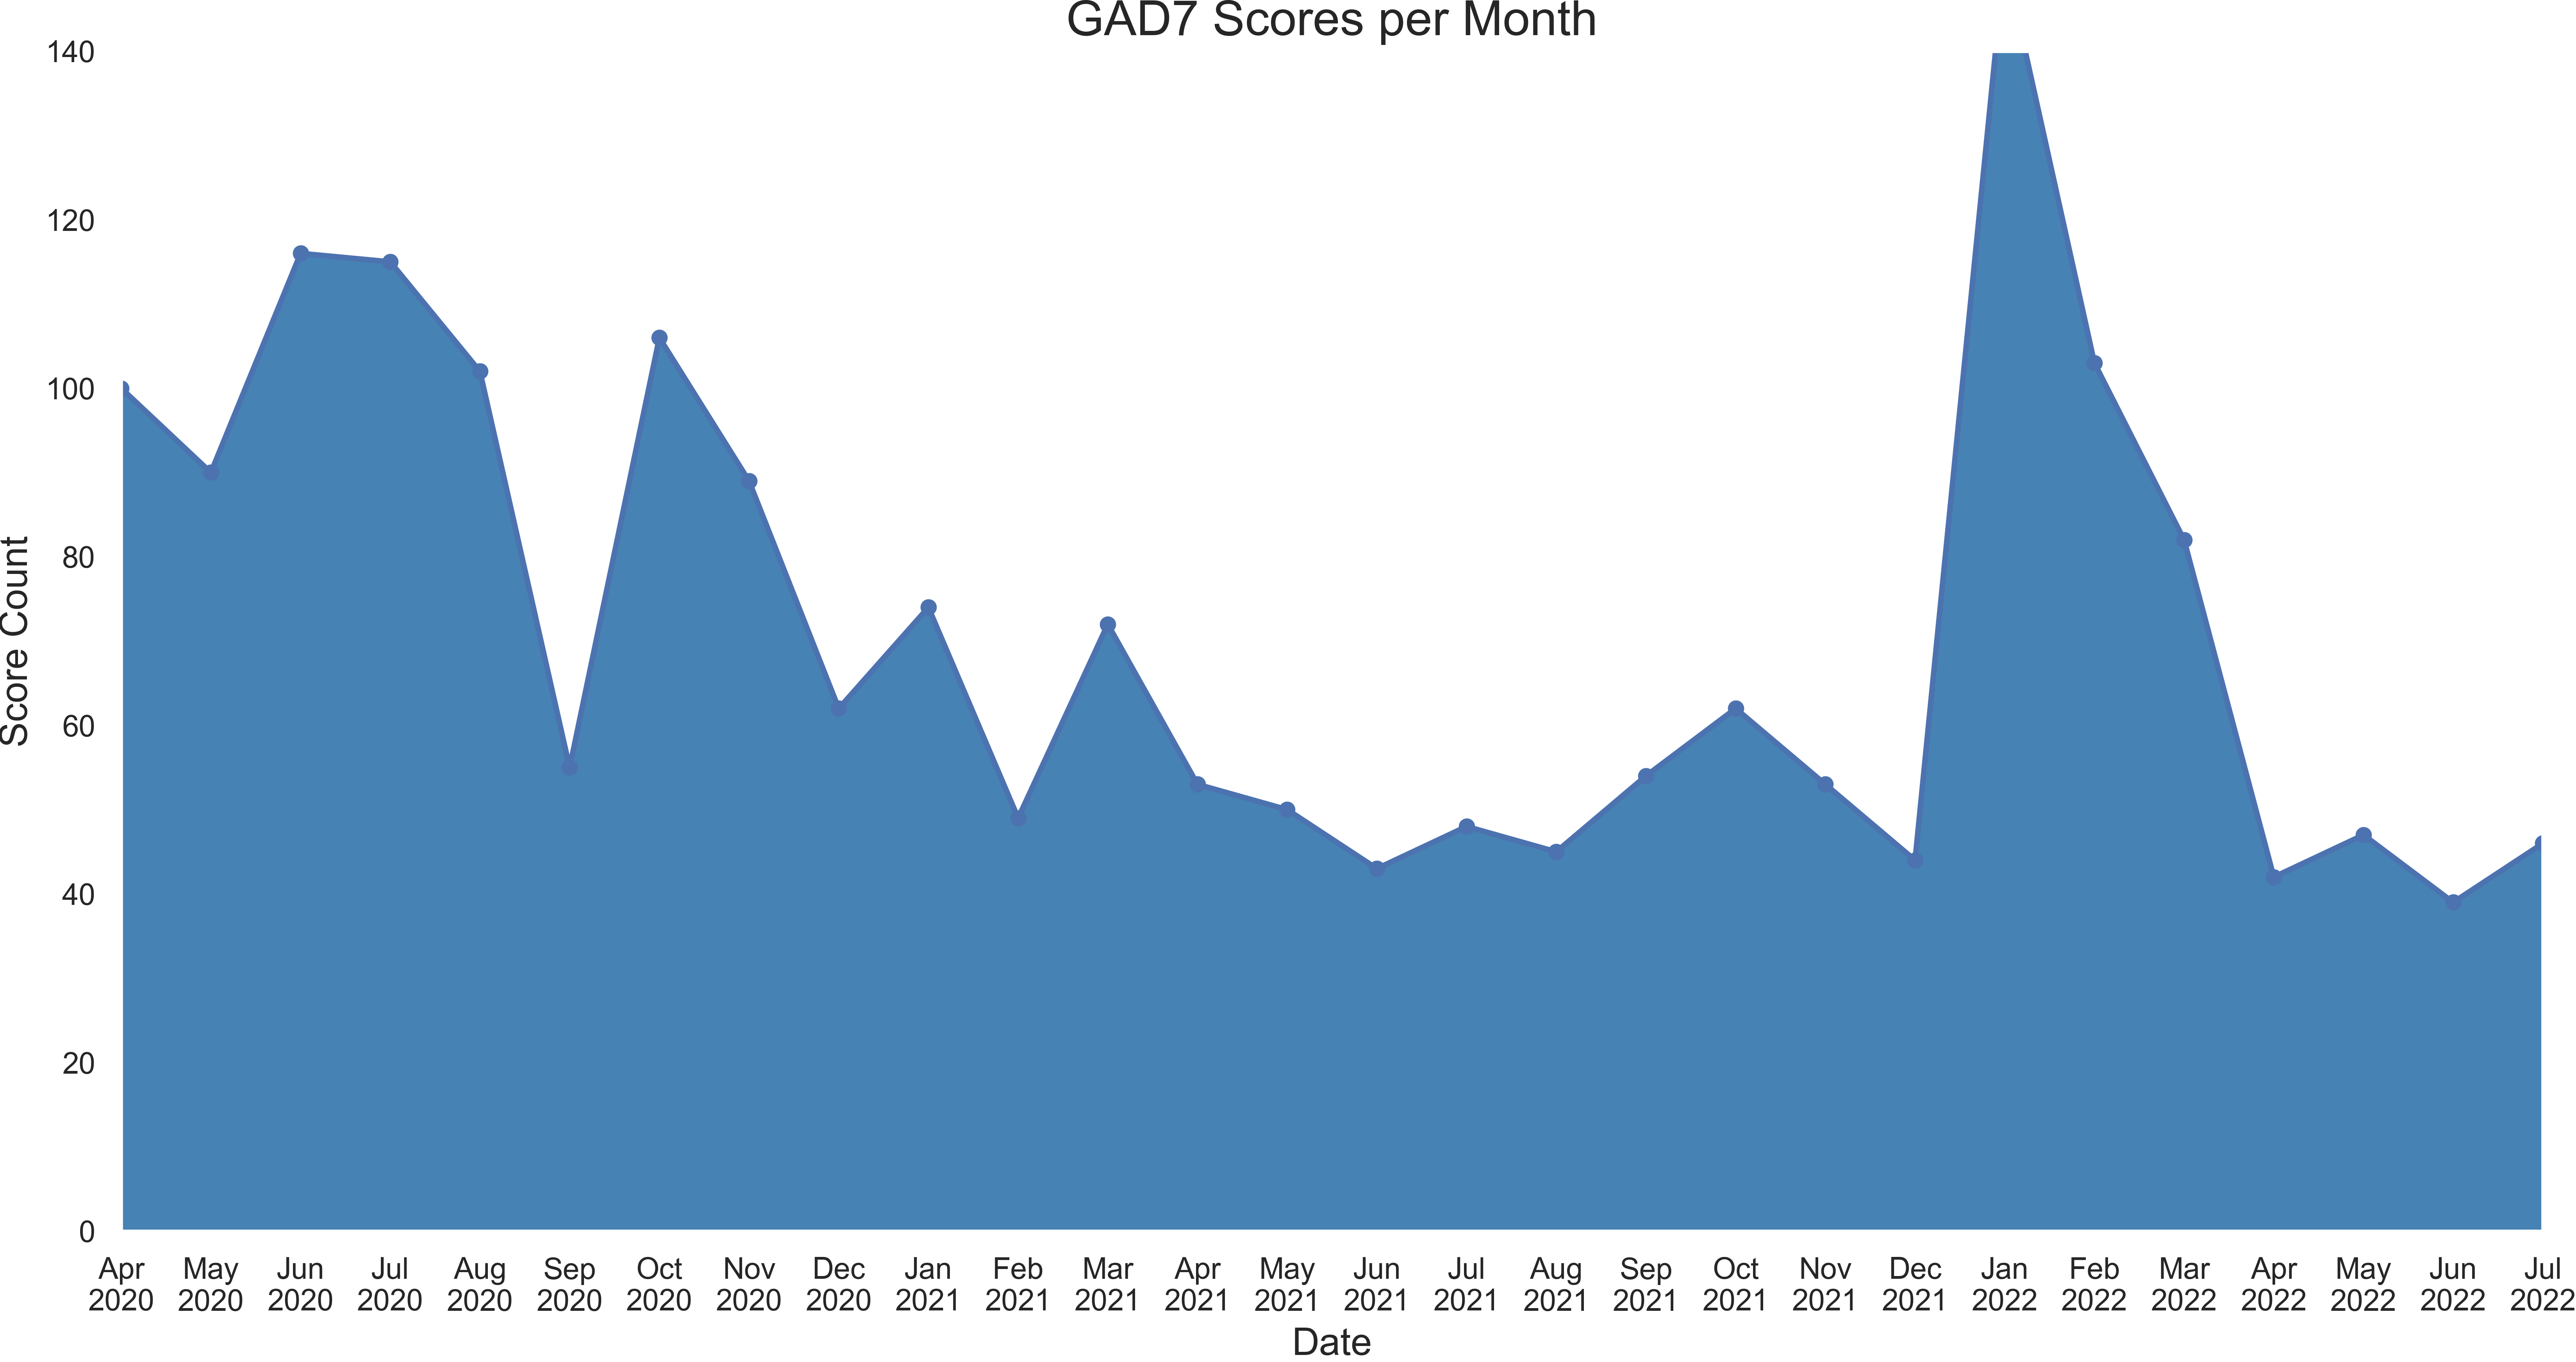 GAD7 Scores per Month
140
120
100
80
60
40
20
0
Score Count
Apr May Jun Jul Aug Sep Oct Nov Dec Jan Feb Mar Apr May Jun Jul Aug Sep Oct Nov Dec Jan Feb Mar Apr May Jun Jul
2020 2020 2020 2020 2020 2020 2020 2020 2020 2021 2021 2021 2021 2021 2021 2021 2021 2021 2021 2021 2021 2022 2022 2022 2022 2022 2022 2022
Date